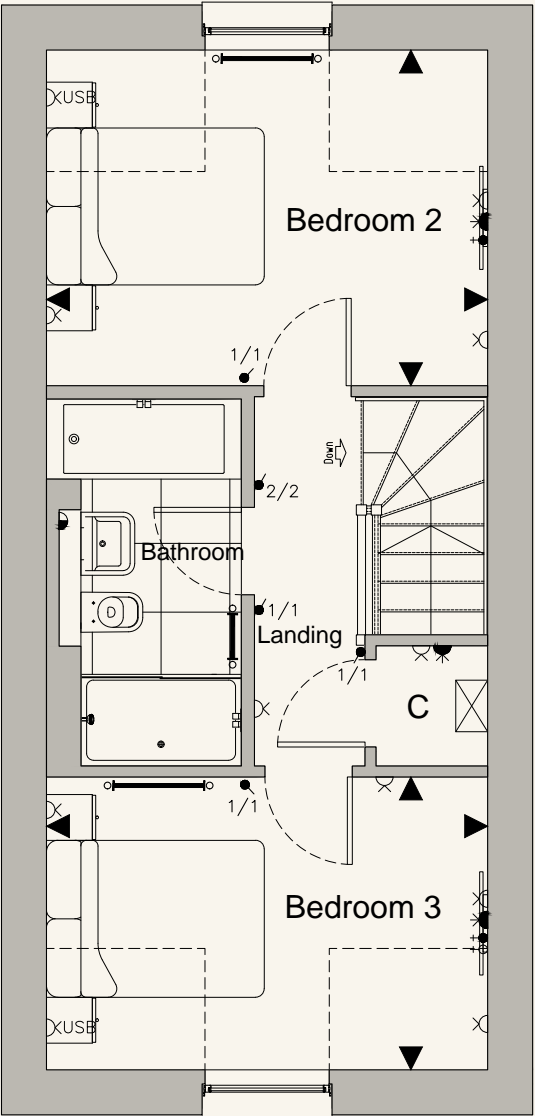 USB
Bedroom 2
1/1
Down
2/2
Bathroom
1/1
Landing
1/1
C
1/1
Bedroom 3
USB